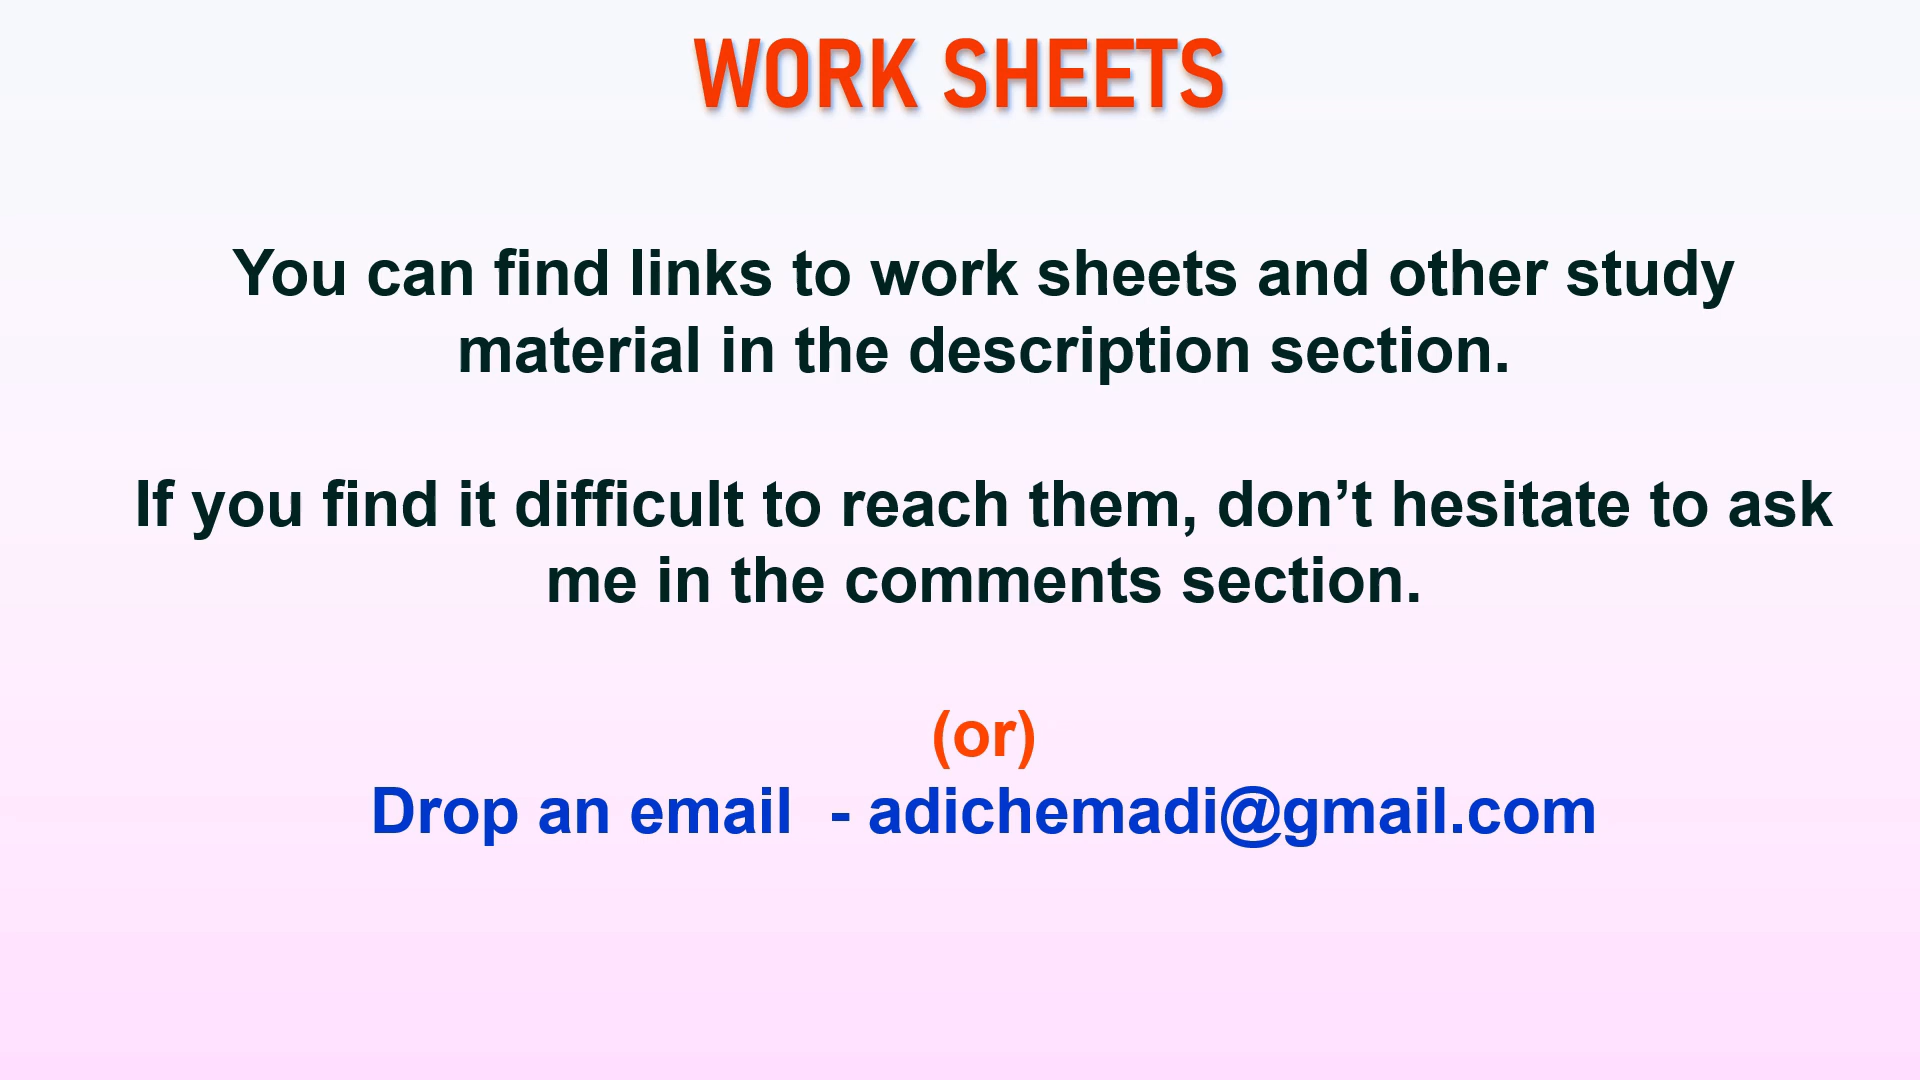 WORK SHEETS
You can find links to work sheets and other study
material in the description section.
If you find it difficult to reach them, don’t hesitate to ask
me in the comments section.
(or)
Drop an email  - adichemadi@gmail.com